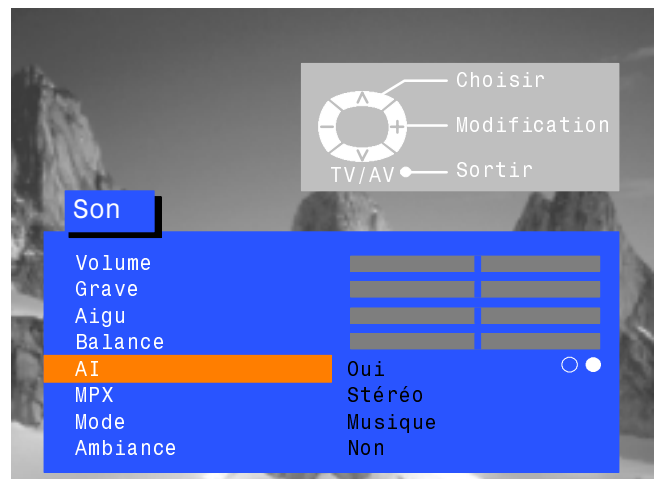 Choisir
Modification
TV/AV Sortir
Son
Volume
Grave
Aigu
Balance
AI Oui
MPX Stéréo
Mode Musique
Ambiance Non